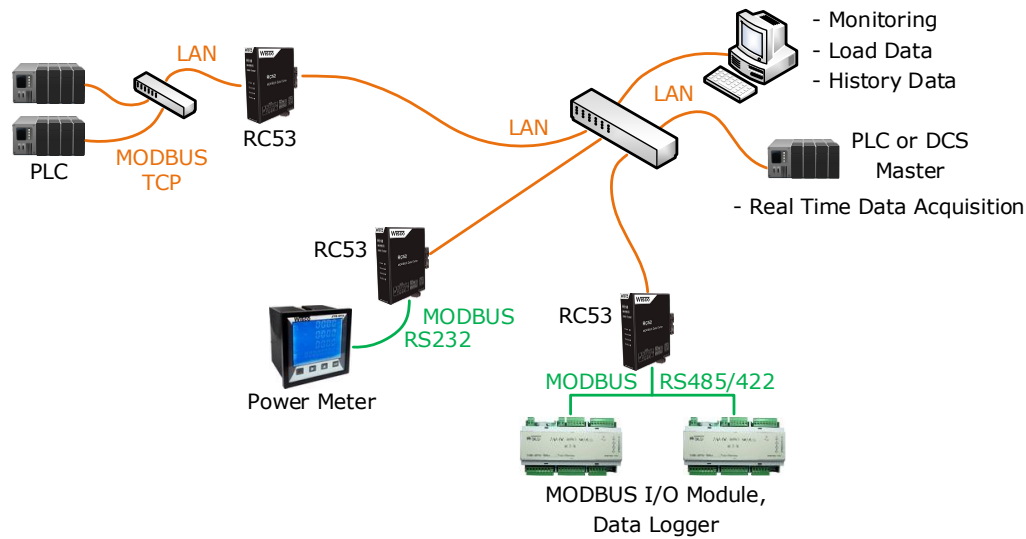 - Monitoring
- Load Data
- History Data
LAN
RC53
LAN
LAN
MODBUS
TCP
PLC
PLC or DCS
Master
- Real Time Data Acquisition
RC53
MODBUS
RS232
Power Meter
RC53
MODBUS RS485/422
MODBUS I/O Module,
Data Logger